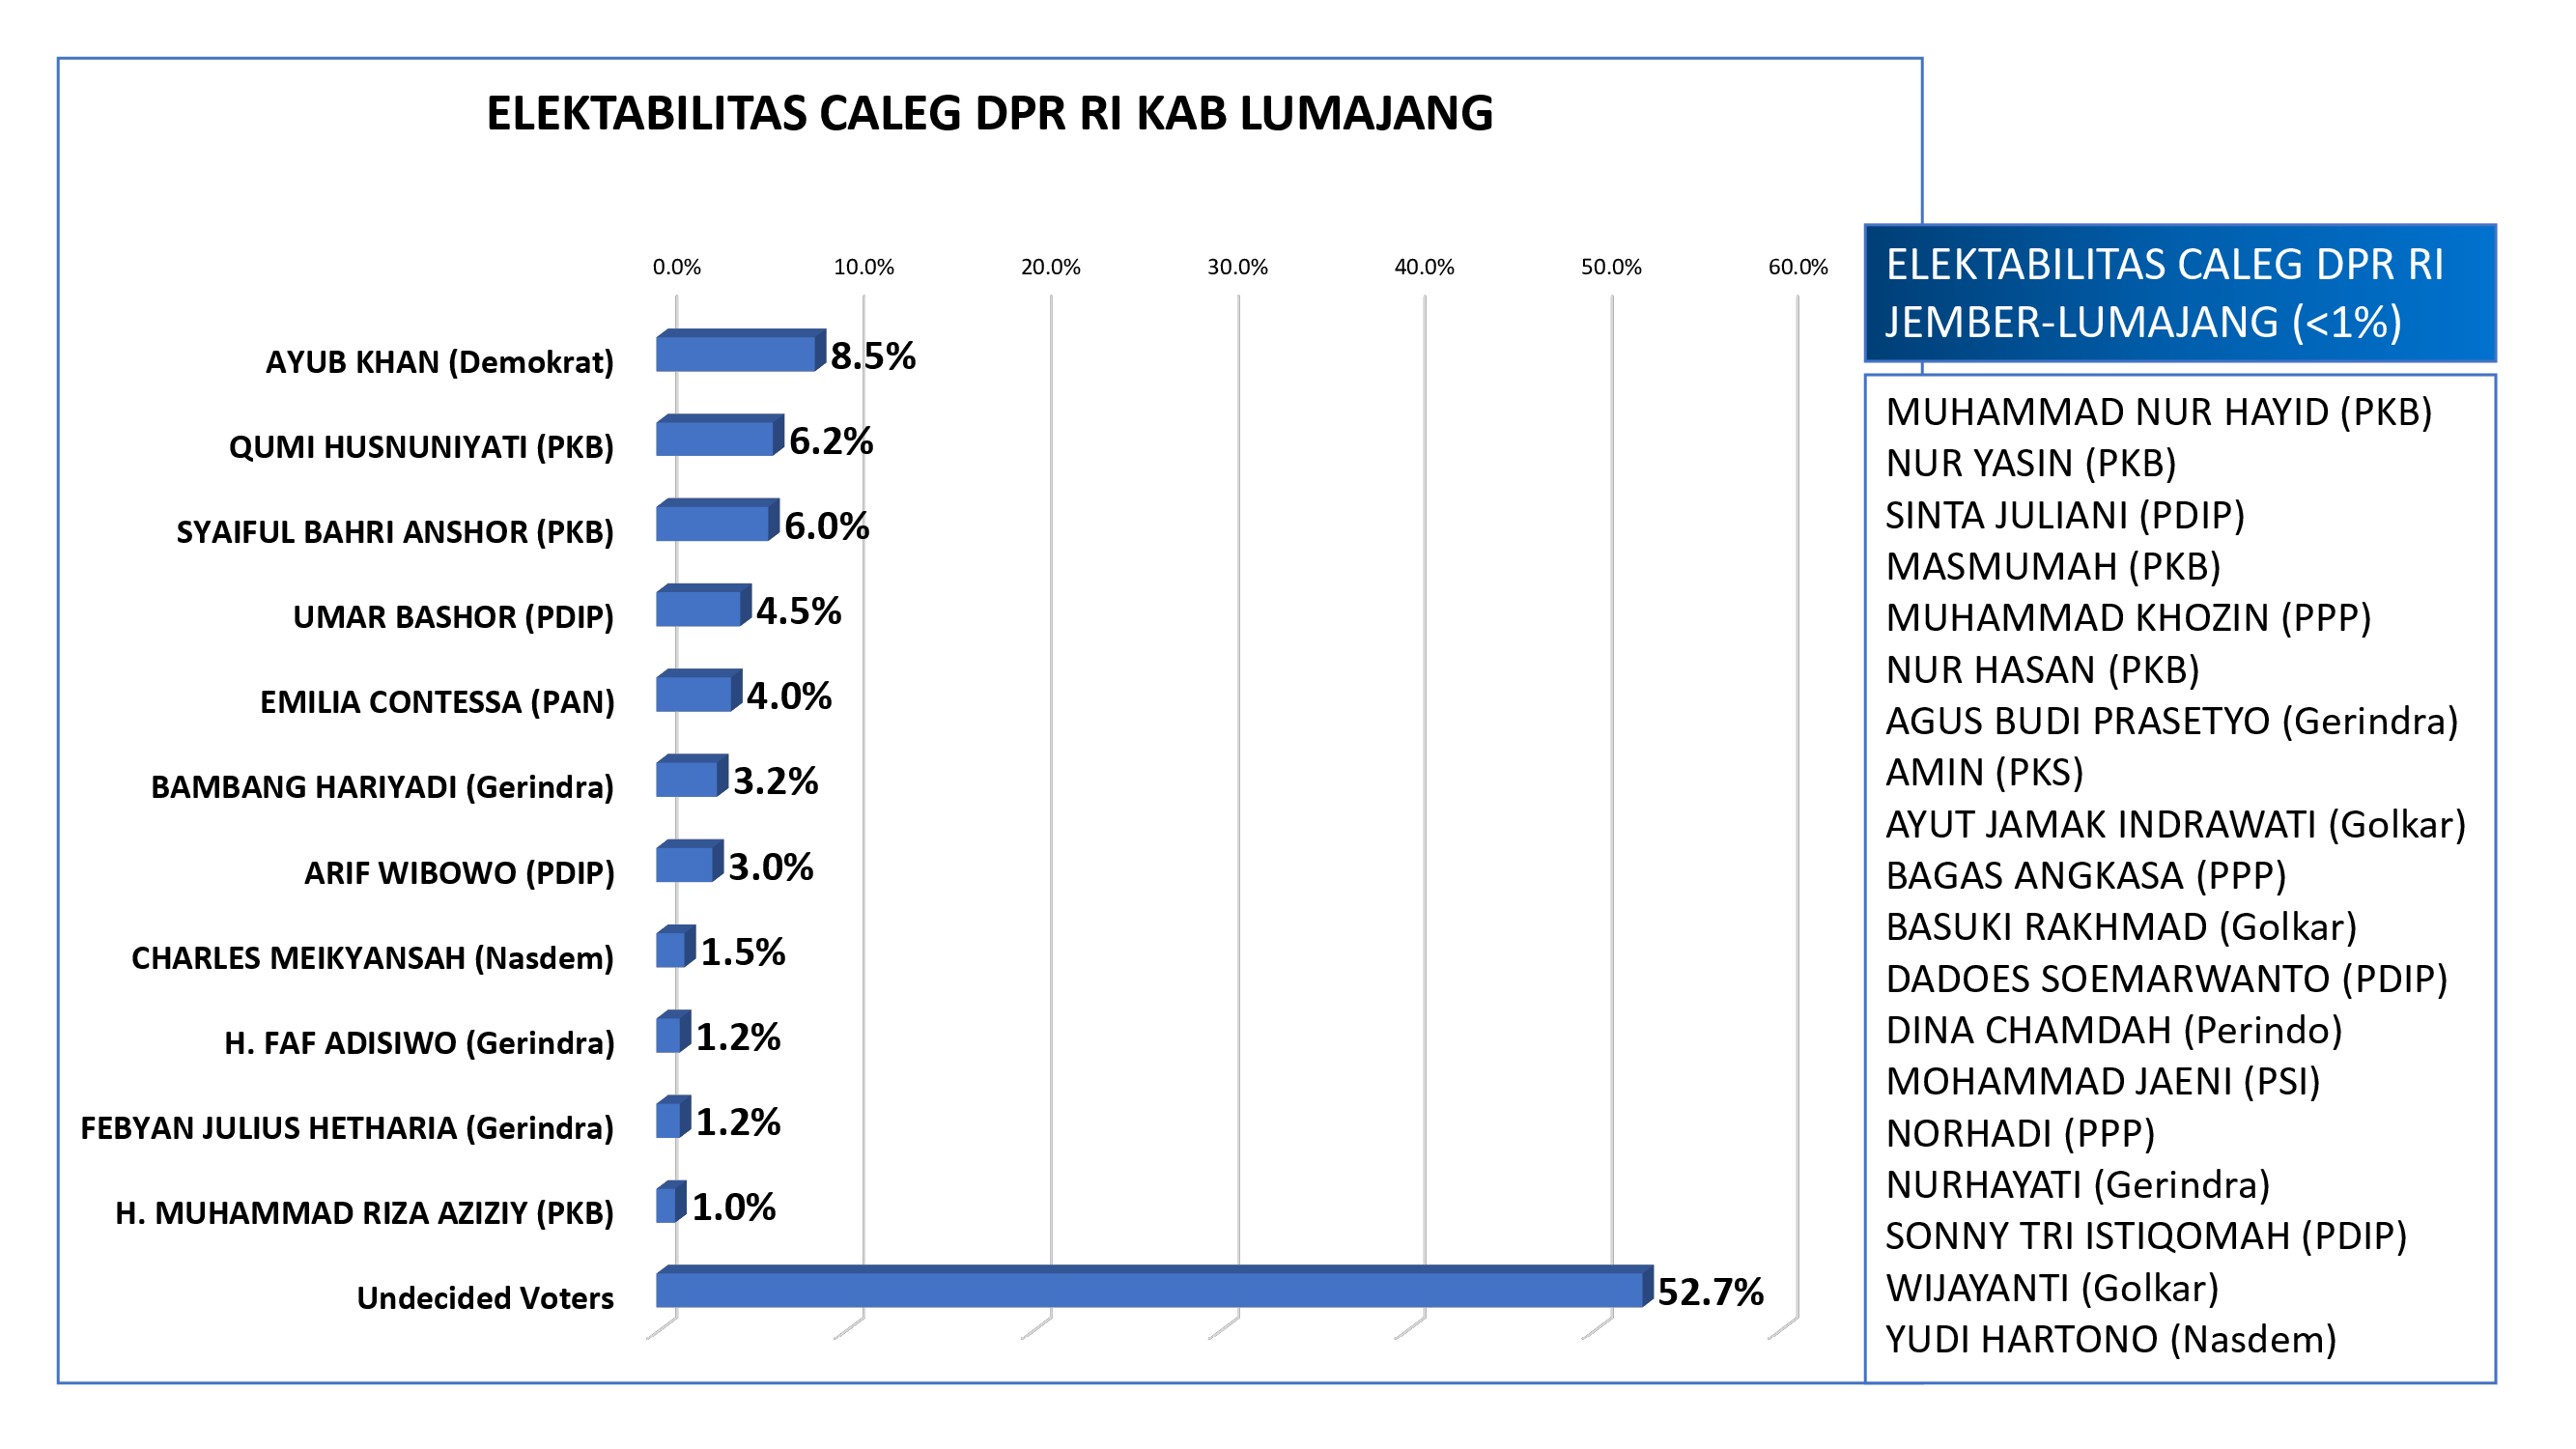 ELEKTABILITAS CALEG DPR RI KAB LUMAJANG
0.0% 10.0% 20.0% 30.0% 40.0% 50.0% 60.0%
AYUB KHAN (Demokrat) 8.5%
QUMI HUSNUNIYATI (PKB) 6.2%
SYAIFUL BAHRI ANSHOR (PKB) 6.0%
UMAR BASHOR (PDIP) 4.5%
EMILIA CONTESSA (PAN) 4.0%
BAMBANG HARIYADI (Gerindra) 3.2%
ARIF WIBOWO (PDIP) 3.0%
CHARLES MEIKYANSAH (Nasdem) 1.5%
H. FAF ADISIWO (Gerindra) 1.2%
FEBYAN JULIUS HETHARIA (Gerindra) 1.2%
H. MUHAMMAD RIZA AZIZIY (PKB) 1.0%
Undecided Voters 52.7%
ELEKTABILITAS CALEG DPR RI
JEMBER-LUMAJANG (<1%)
MUHAMMAD NUR HAYID (PKB)
NUR YASIN (PKB)
SINTA JULIANI (PDIP)
MASMUMAH (PKB)
MUHAMMAD KHOZIN (PPP)
NUR HASAN (PKB)
AGUS BUDI PRASETYO (Gerindra)
AMIN (PKS)
AYUT JAMAK INDRAWATI (Golkar)
BAGAS ANGKASA (PPP)
BASUKI RAKHMAD (Golkar)
DADOES SOEMARWANTO (PDIP)
DINA CHAMDAH (Perindo)
MOHAMMAD JAENI (PSI)
NORHADI (PPP)
NURHAYATI (Gerindra)
SONNY TRI ISTIQOMAH (PDIP)
WIJAYANTI (Golkar)
YUDI HARTONO (Nasdem)